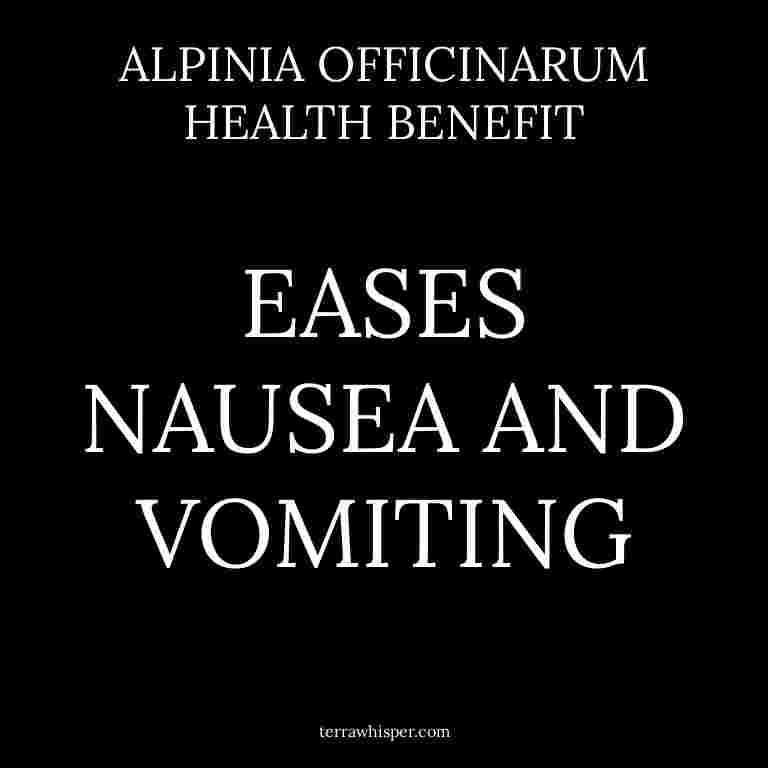 ALPINIA OFFICINARUM
HEALTH BENEFIT
EASES
NAUSEA AND
VOMITING
terrawhisper.com